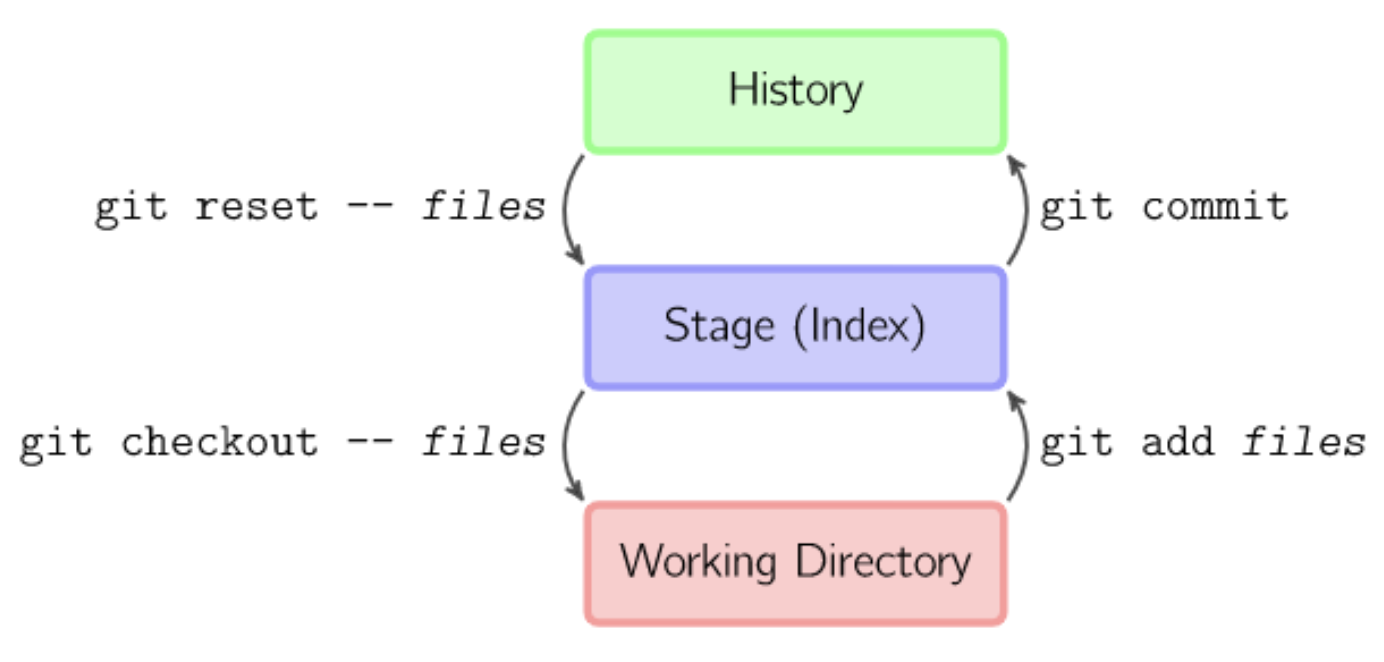 History
git reset -- files
git commit
Stage (Index)
git checkout -- files
git add files
Working Directory